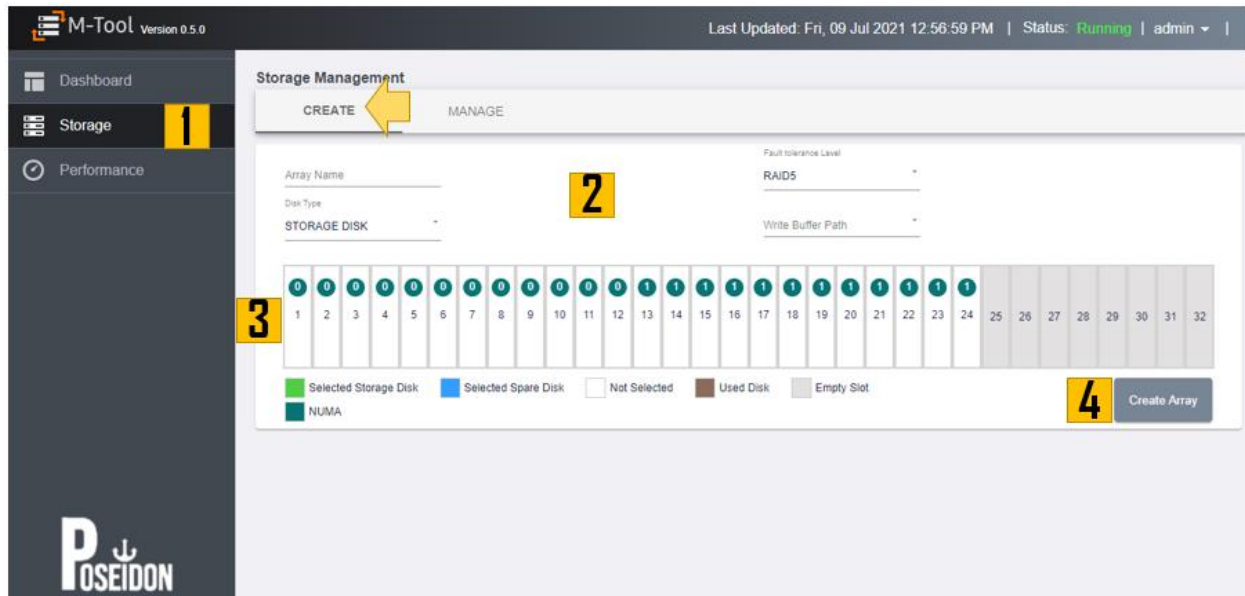 M-Tool Version 0.5.0
Last Updated: Fri, 09 Jul 2021 12:56:59 PM | Status: Running | admin |
Dashboard
Storage
1
Performance
Storage Management
CREATE MANAGE
Array Name
2
Fault tolerance Level
RAID5
Disk Type
STORAGE DISK
Write Buffer Path
3
0 0 0 0 0 0 0 0 0 0 0 0 1 1 1 1 1 1 1 1 1 1 1 1
1 2 3 4 5 6 7 8 9 10 11 12 13 14 15 16 17 18 19 20 21 22 23 24 25 26 27 28 29 30 31 32
Selected Storage Disk Selected Spare Disk Not Selected Used Disk Empty Slot
NUMA
4
Create Array
POSEIDON